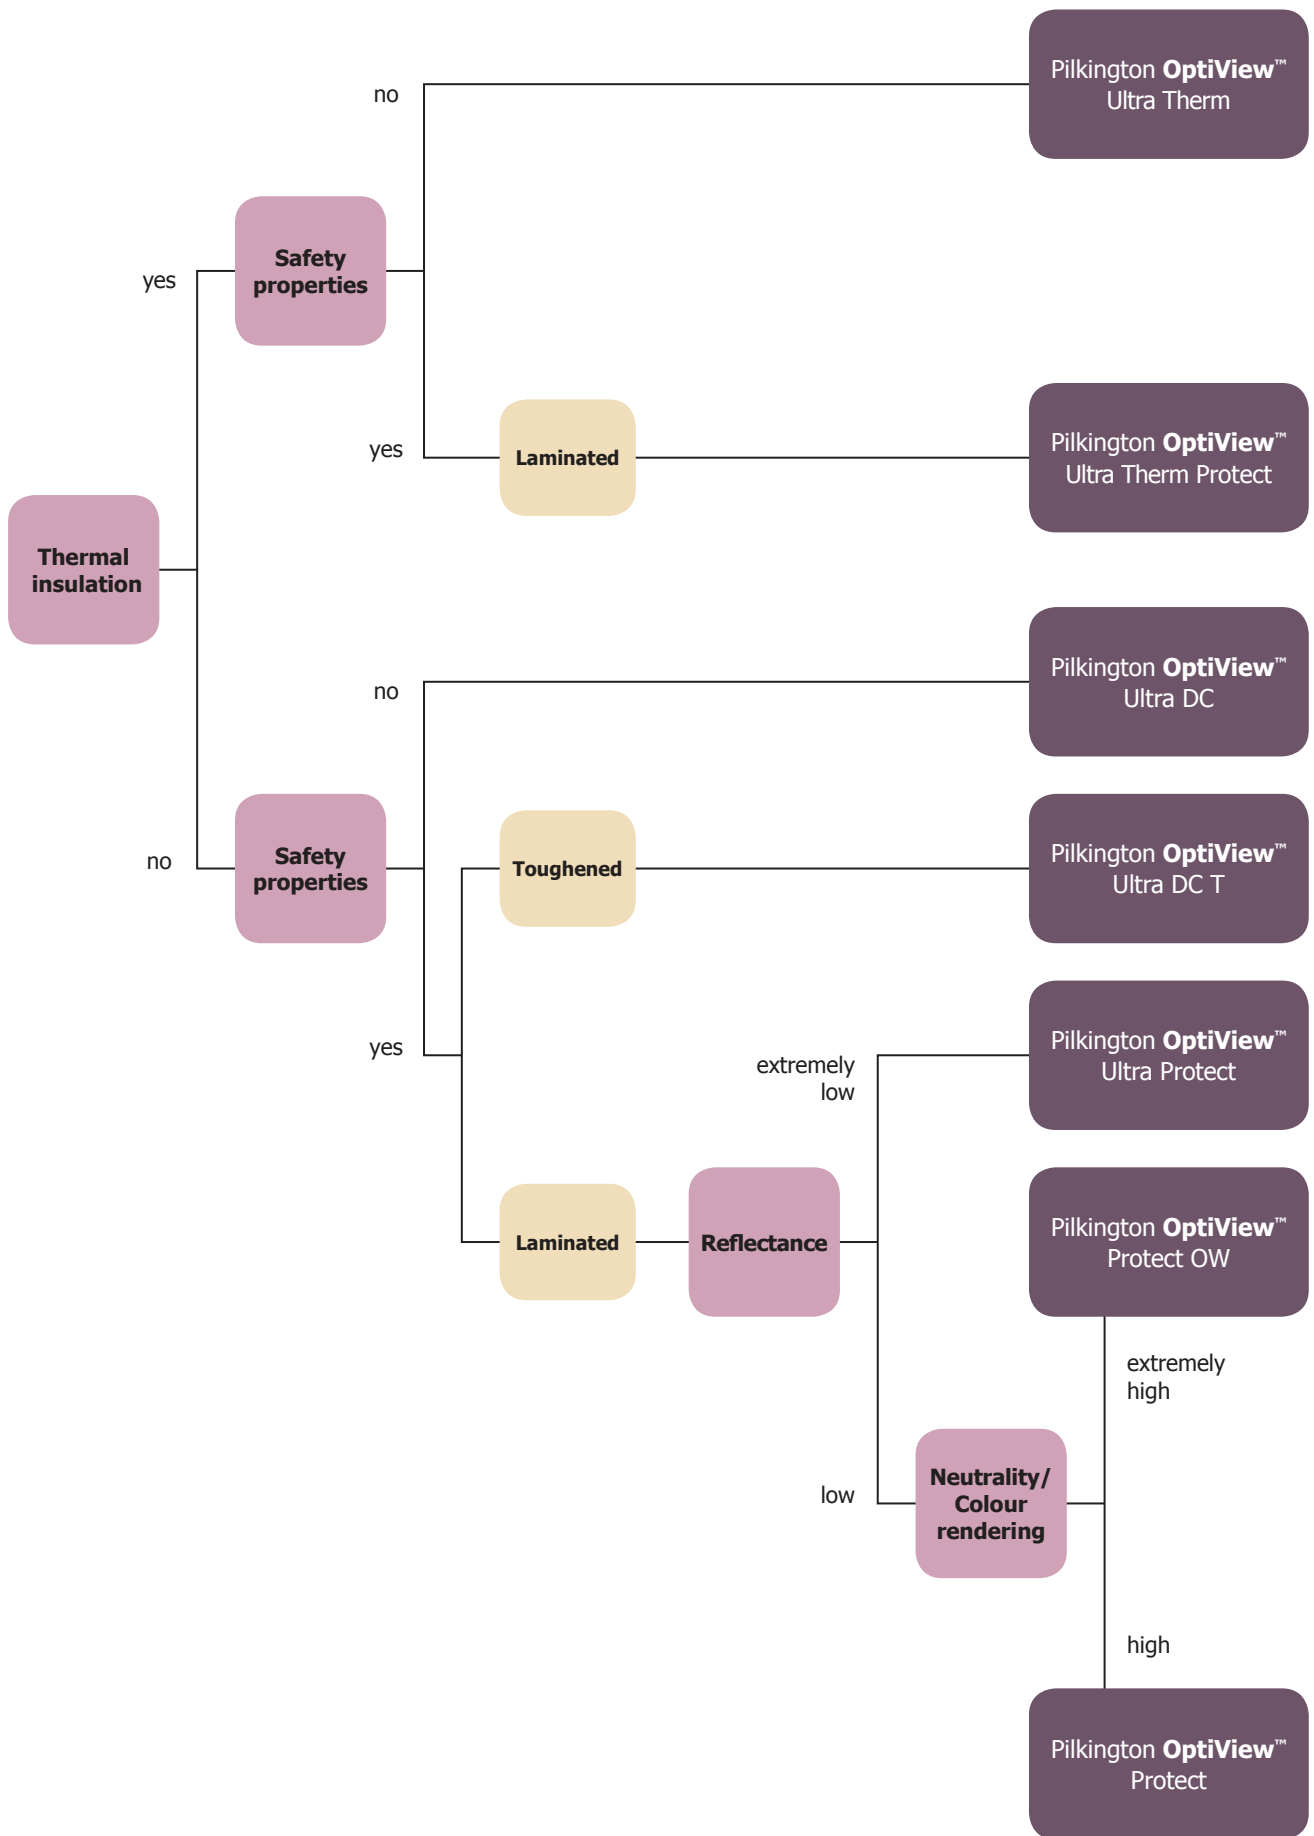 Pilkington OptiView™
Ultra Therm
no
Safety
properties
yes
Pilkington OptiView™
Ultra Therm Protect
yes
Laminated
Thermal
insulation
Pilkington OptiView™
Ultra DC
no
Pilkington OptiView™
Ultra DC T
Toughened
Safety
properties
no
yes
Pilkington OptiView™
Ultra Protect
extremely
low
Pilkington OptiView™
Protect OW
Laminated
Reflectance
extremely
high
Neutrality/
Colour
rendering
low
high
Pilkington OptiView™
Protect